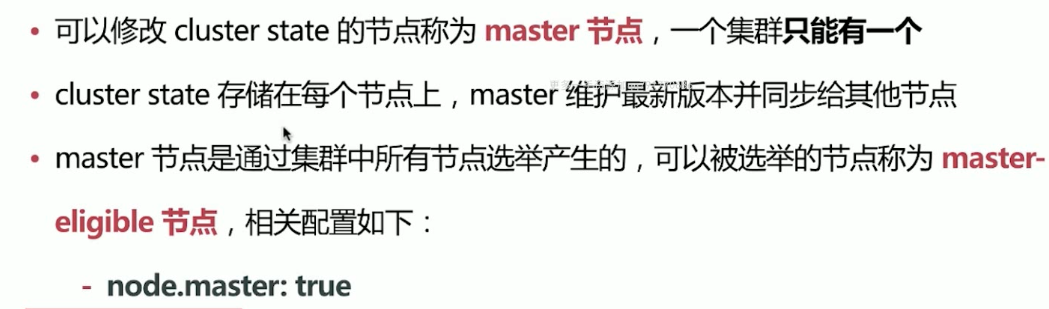 • 可以修改 cluster state 的节点称为 master 节点，一个集群只能有一个
• cluster state 存储在每个节点上，master 维护最新版本并同步给其他节点
• master 节点是通过集群中所有节点选举产生的，可以被选举的节点称为 master-
eligible 节点，相关配置如下：
- node.master: true